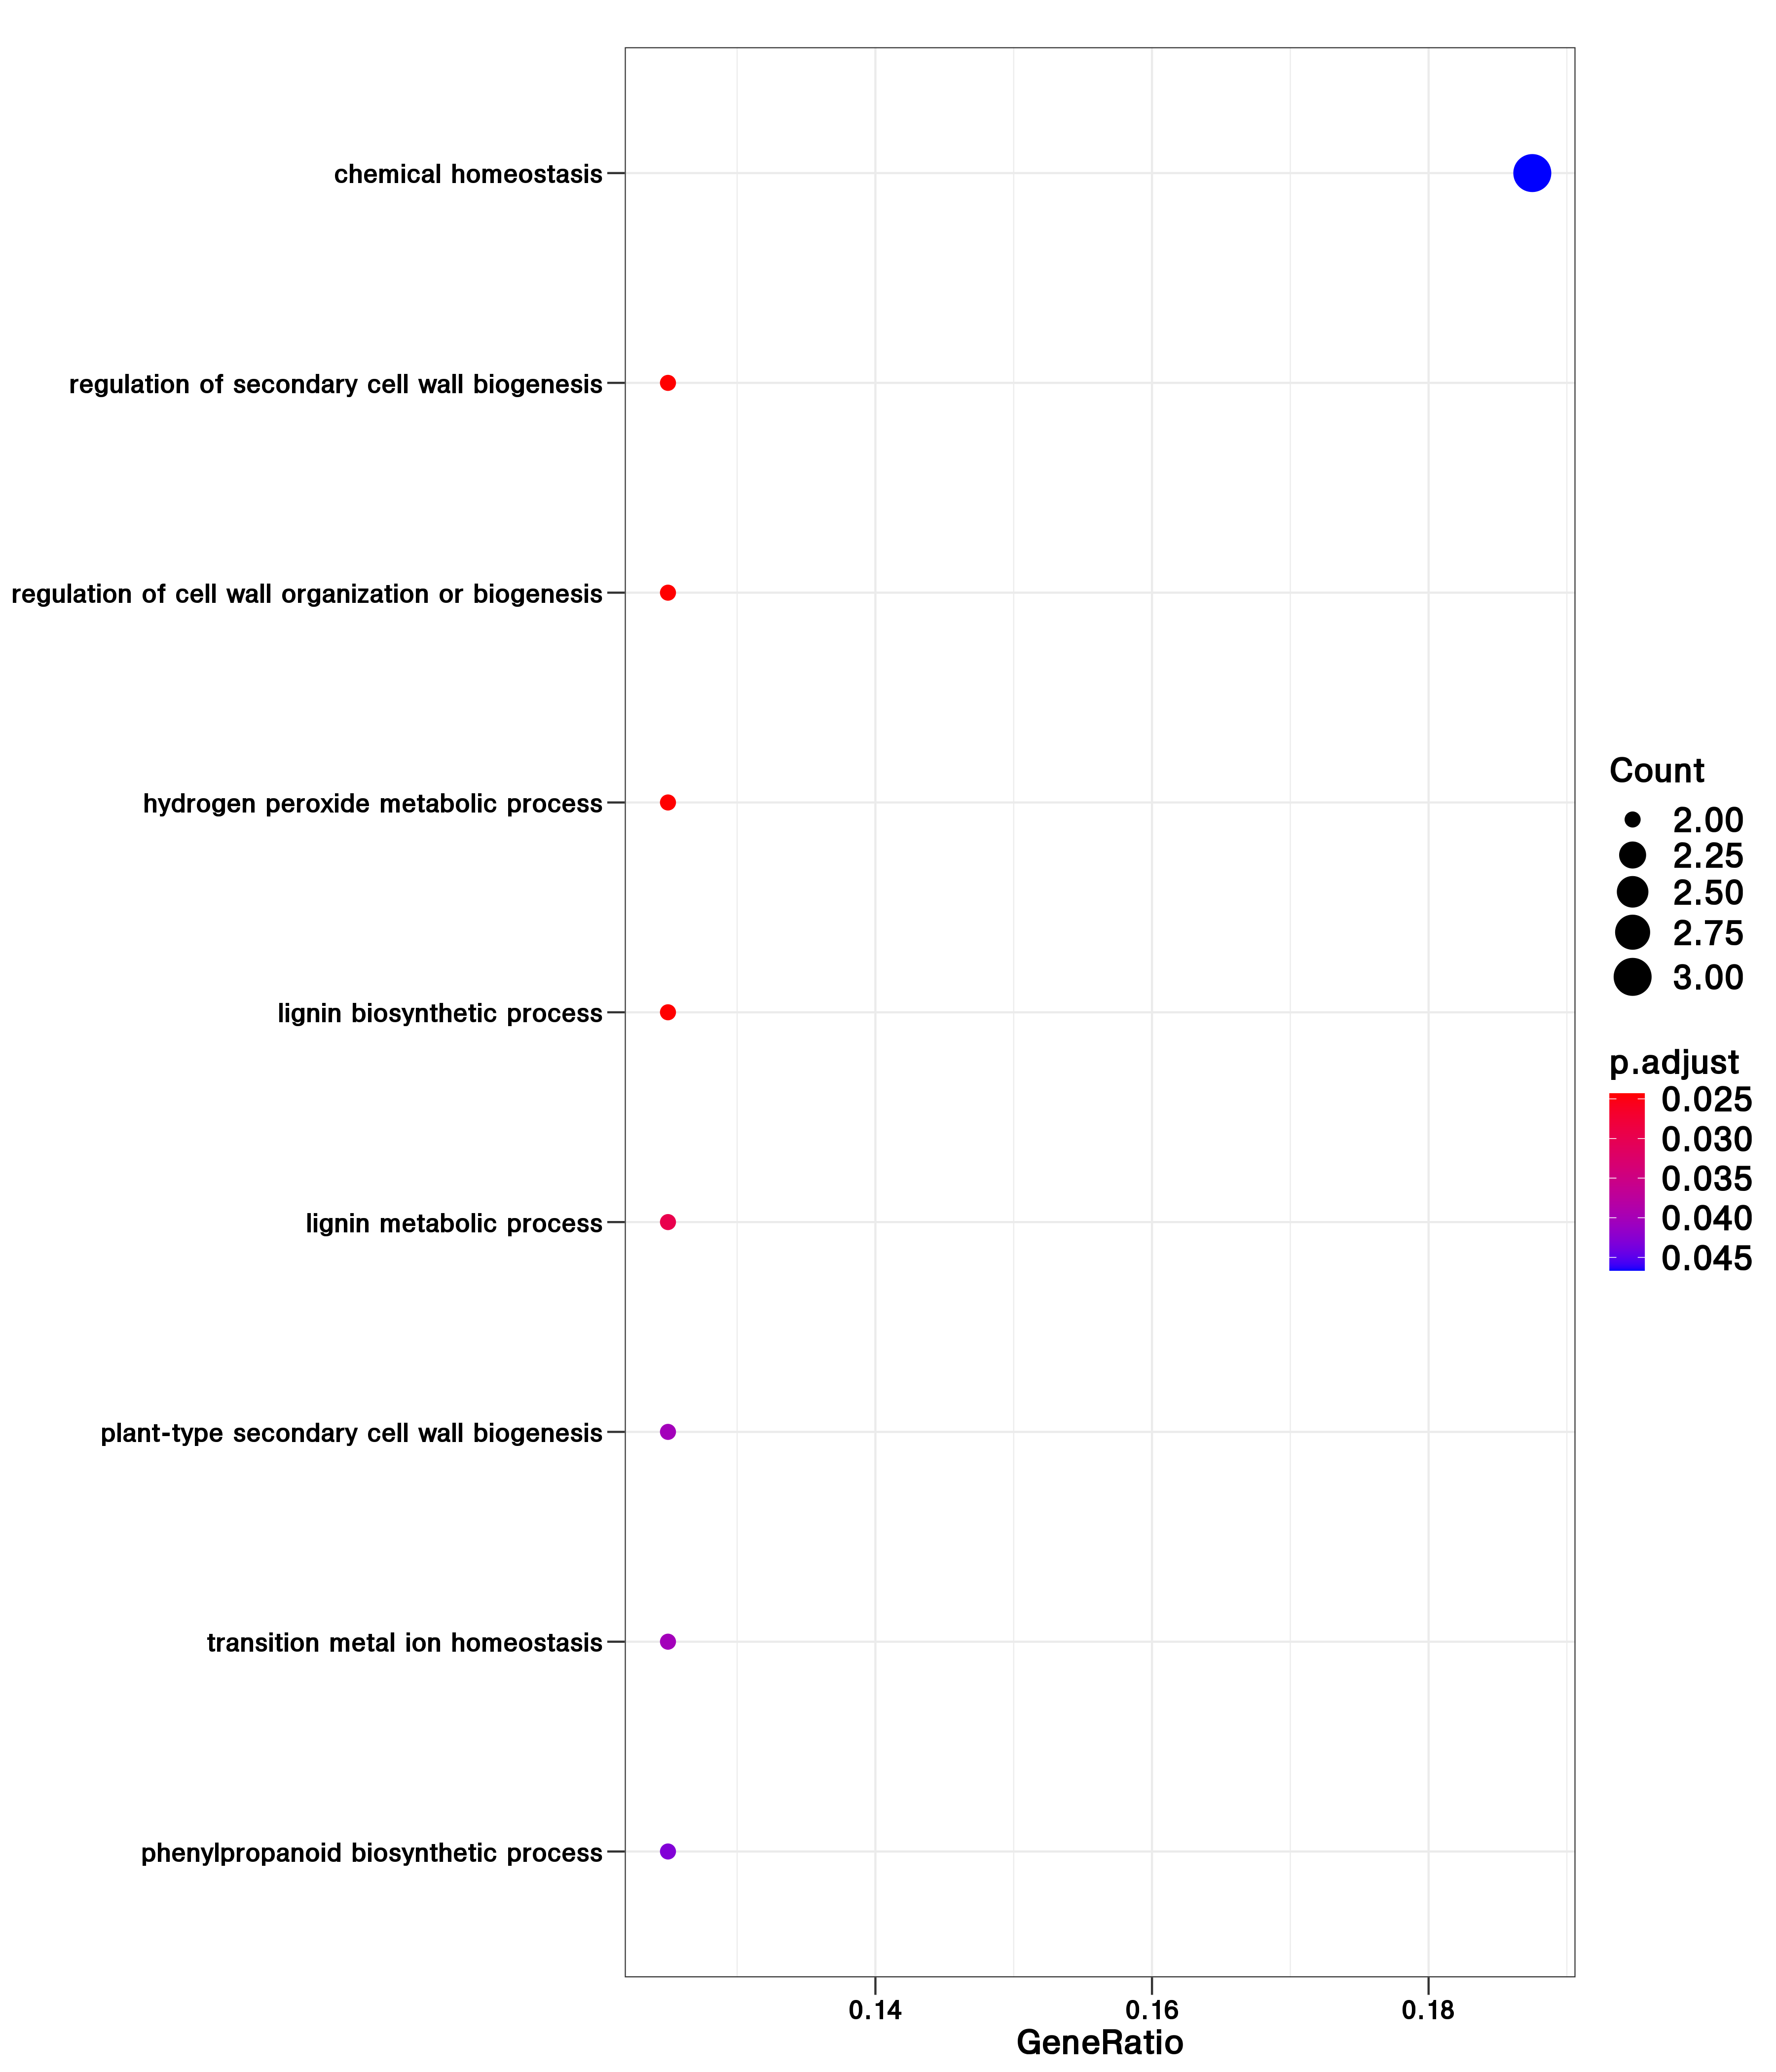 chemical homeostasis
regulation of secondary cell wall biogenesis
regulation of cell wall organization or biogenesis
hydrogen peroxide metabolic process
lignin biosynthetic process
lignin metabolic process
plant-type secondary cell wall biogenesis
transition metal ion homeostasis
phenylpropanoid biosynthetic process
0.14
0.16
0.18
GeneRatio
Count
2.00
2.25
2.50
2.75
3.00
p.adjust
0.025
0.030
0.035
0.040
0.045